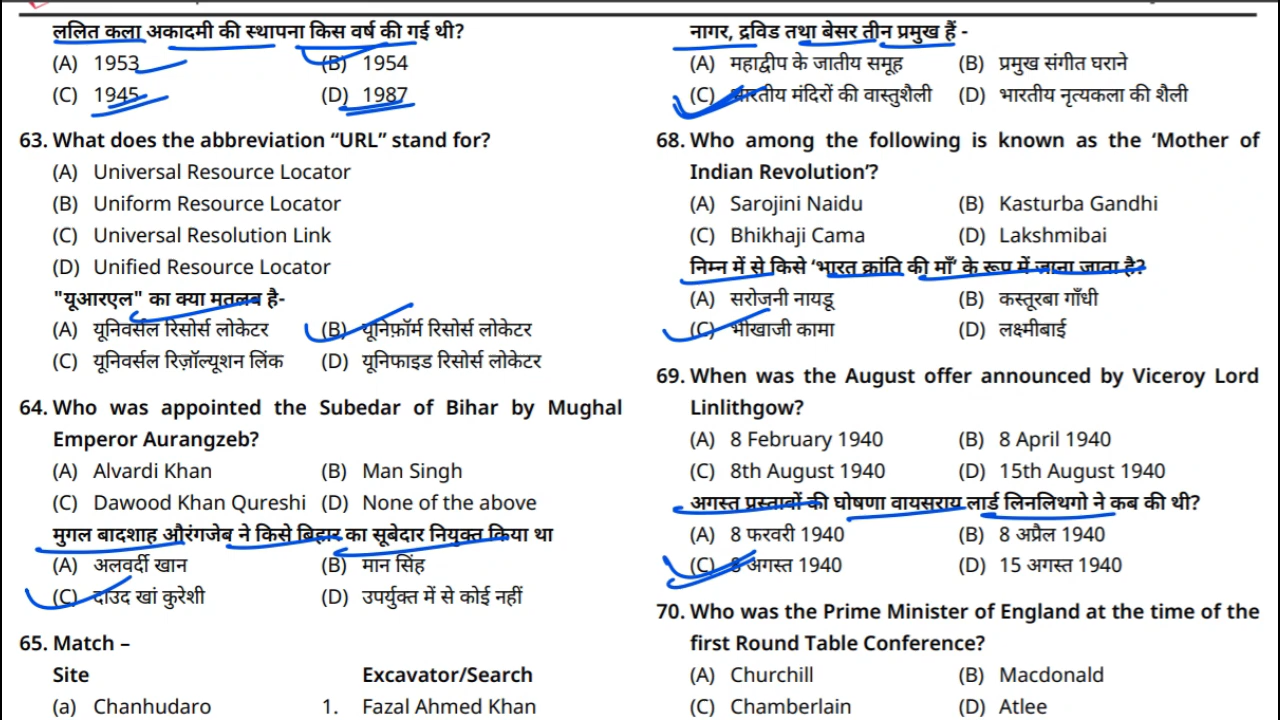 ललित कला अकादमी की स्थापना किस वर्ष की गई थी?
(A) 1953 (B) 1954
(C) 1945 (D) 1987
63. What does the abbreviation “URL” stand for?
(A) Universal Resource Locator
(B) Uniform Resource Locator
(C) Universal Resolution Link
(D) Unified Resource Locator
"यूआरएल" का क्या मतलब है-
(A) यूनिवर्सल रिसोर्स लोकेटर (B) यूनिफ़ॉर्म रिसोर्स लोकेटर
(C) यूनिवर्सल रिज़ॉल्यूशन लिंक (D) यूनिफाइड रिसोर्स लोकेटर
64. Who was appointed the Subedar of Bihar by Mughal
Emperor Aurangzeb?
(A) Alvardi Khan (B) Man Singh
(C) Dawood Khan Qureshi (D) None of the above
मुगल बादशाह औरंगजेब ने किसे बिहार का सूबेदार नियुक्त किया था
(A) अलवर्दी खान (B) मान सिंह
(C) दाउद खां कुरेशी (D) उपर्युक्त में से कोई नहीं
65. Match –
Site Excavator/Search
(a) Chanhudaro 1. Fazal Ahmed Khan
नागर, द्रविड तथा बेसर तीन प्रमुख हैं -
(A) महाद्वीप के जातीय समूह (B) प्रमुख संगीत घराने
(C) भारतीय मंदिरों की वास्तुशैली (D) भारतीय नृत्यकला की शैली
68. Who among the following is known as the ‘Mother of
Indian Revolution’?
(A) Sarojini Naidu (B) Kasturba Gandhi
(C) Bhikhaji Cama (D) Lakshmibai
निम्न में से किसे ‘भारत क्रांति की माँ’ के रूप में जाना जाता है?
(A) सरोजनी नायडू (B) कस्तूरबा गाँधी
(C) भीखाजी कामा (D) लक्ष्मीबाई
69. When was the August offer announced by Viceroy Lord
Linlithgow?
(A) 8 February 1940 (B) 8 April 1940
(C) 8th August 1940 (D) 15th August 1940
अगस्त प्रस्तावों की घोषणा वायसराय लार्ड लिनलिथगो ने कब की थी?
(A) 8 फरवरी 1940 (B) 8 अप्रैल 1940
(C) 8 अगस्त 1940 (D) 15 अगस्त 1940
70. Who was the Prime Minister of England at the time of the
first Round Table Conference?
(A) Churchill (B) Macdonald
(C) Chamberlain (D) Atlee